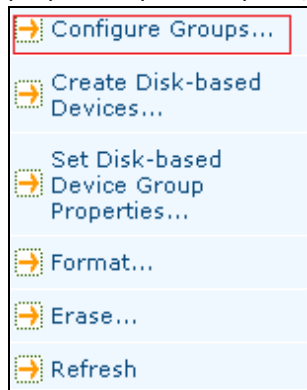 Configure Groups...
Create Disk-based
Devices...
Set Disk-based
Device Group
Properties...
Format...
Erase...
Refresh